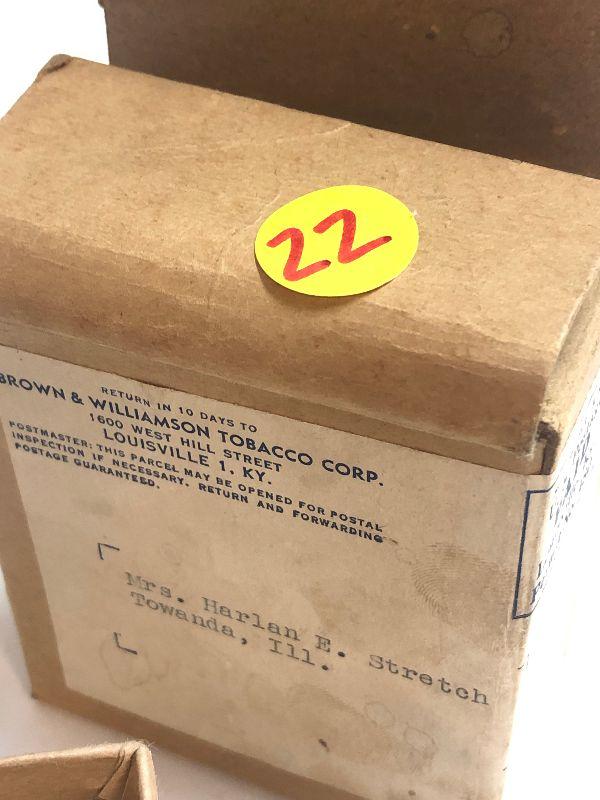 22
RETURN IN 10 DAYS TO
BROWN & WILLIAMSON TOBACCO CORP.
1600 WEST HILL STREET
LOUISVILLE 1, KY.
POSTMASTER: THIS PARCEL MAY BE OPENED FOR POSTAL
INSPECTION IF NECESSARY. RETURN AND FORWARDING
POSTAGE GUARANTEED.
Mrs. Harlan E. Stretch
Towanda, Ill.